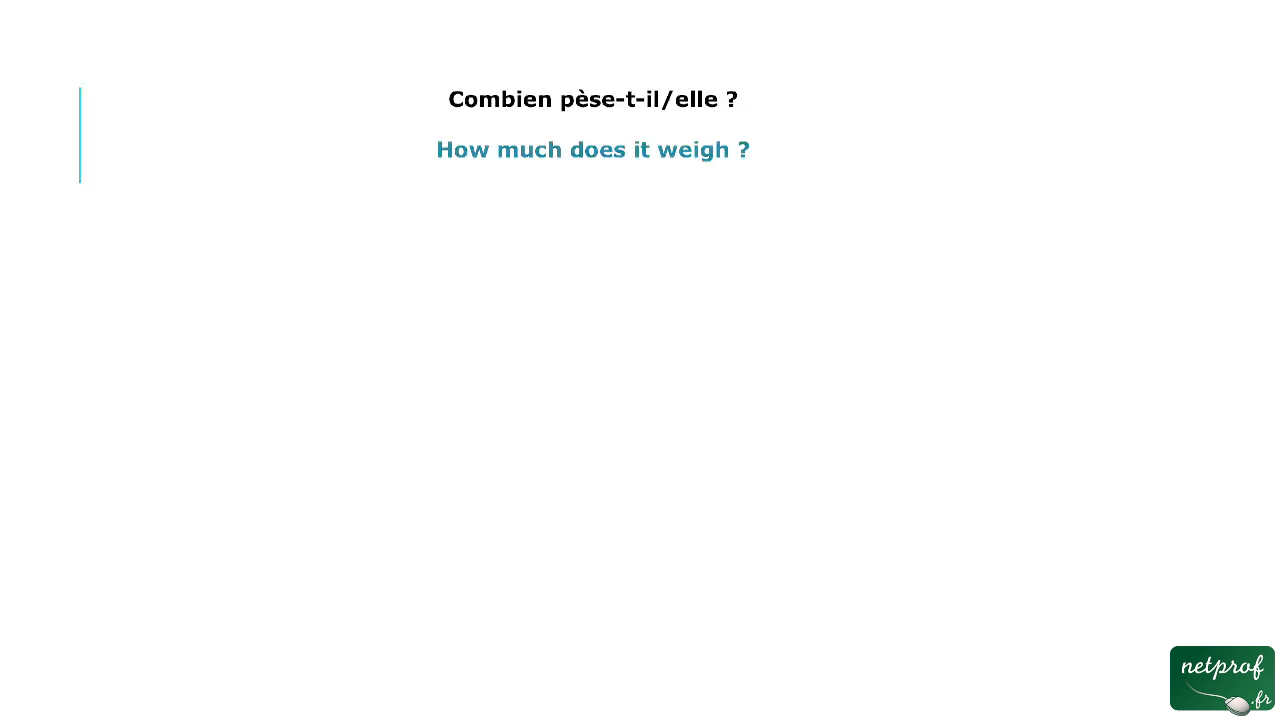 Combien pèse-t-il/elle ?
How much does it weigh ?
netprof
.fr